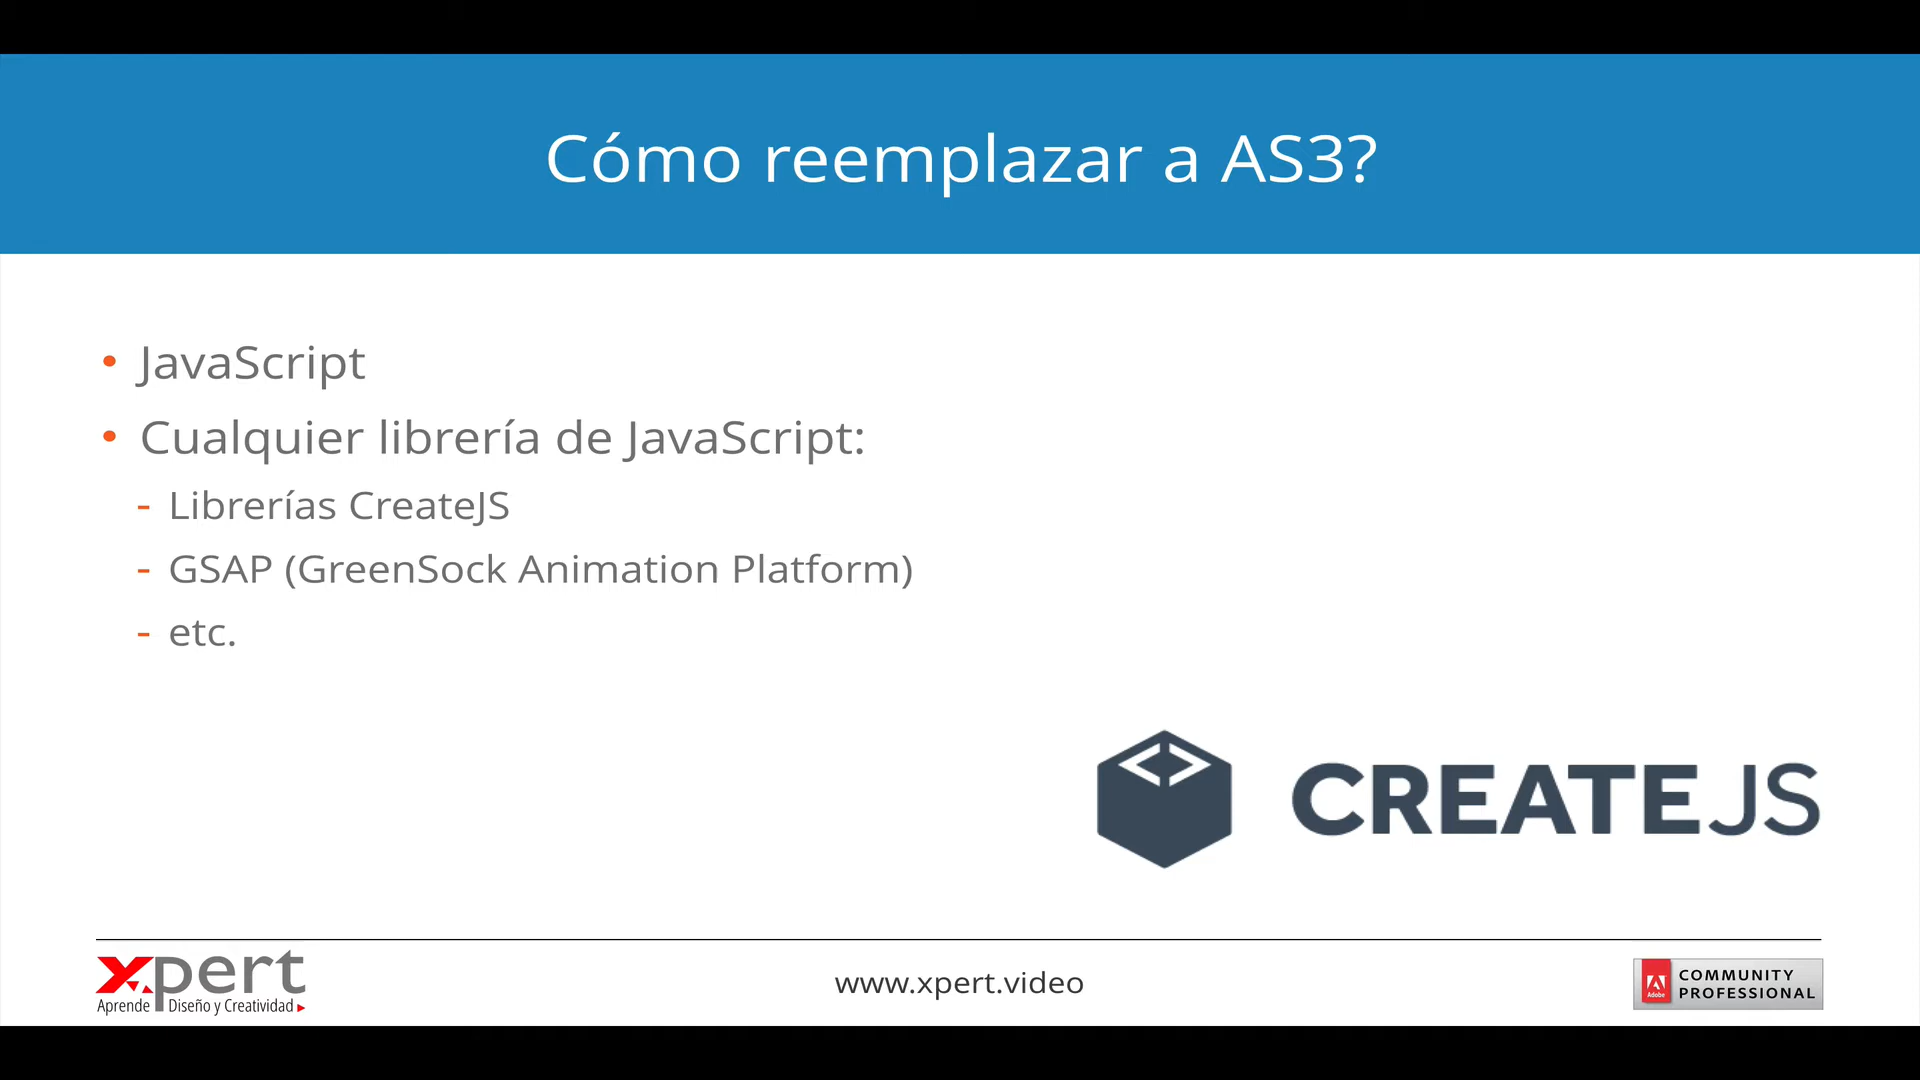 Cómo reemplazar a AS3?
• JavaScript
• Cualquier librería de JavaScript:
- Librerías CreateJS
- GSAP (GreenSock Animation Platform)
- etc.
CREATEJS
xpert
Aprende Diseño y Creatividad
www.xpert.video
Adobe
COMMUNITY
PROFESSIONAL